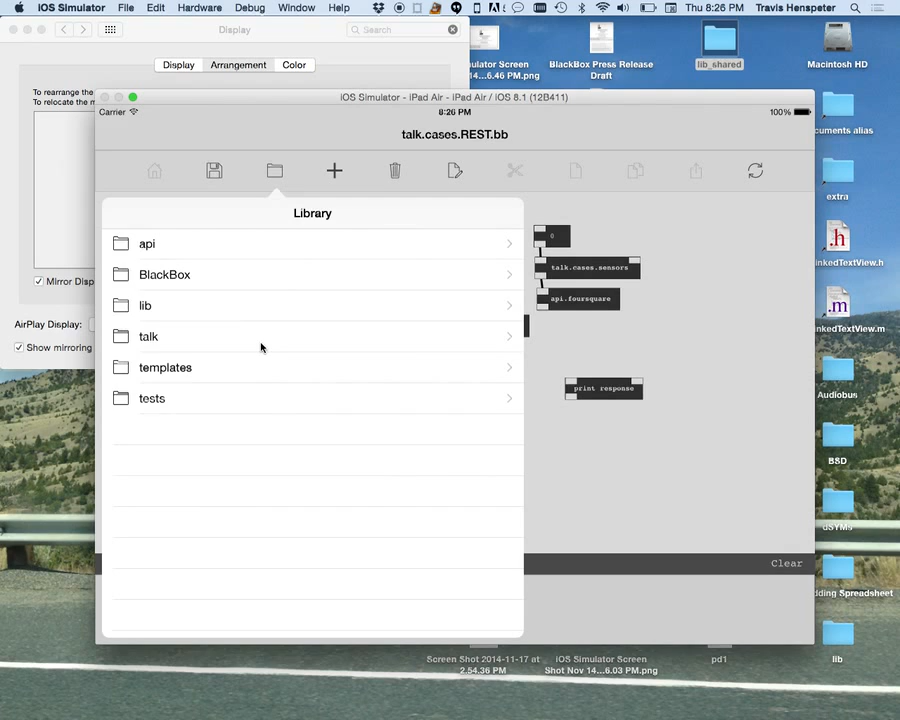 iOS Simulator File Edit Hardware Debug Window Help Thu 8:26 PM Travis Henspeter
Display
Search
Display Arrangement Color
To rearrange the
To relocate the m
Mirror Disp
AirPlay Display:
Show mirroring
ulator Screen
14...6.46 PM.png
BlackBox Press Release
Draft
lib_shared
Macintosh HD
cuments alias
extra
inkedTextView.h
inkedTextView.m
Audiobus
BSD
dSYMs
dding Spreadsheet
lib
iOS Simulator - iPad Air - iPad Air / iOS 8.1 (12B411)
Carrier 8:26 PM 100%
talk.cases.REST.bb
Library
api
BlackBox
lib
talk
templates
tests
0
talk.cases.sensors
api.foursquare
print response
Clear
Screen Shot 2014-11-17 at
2.54.36 PM
iOS Simulator Screen
Shot Nov 14...6.03 PM.png
pd1